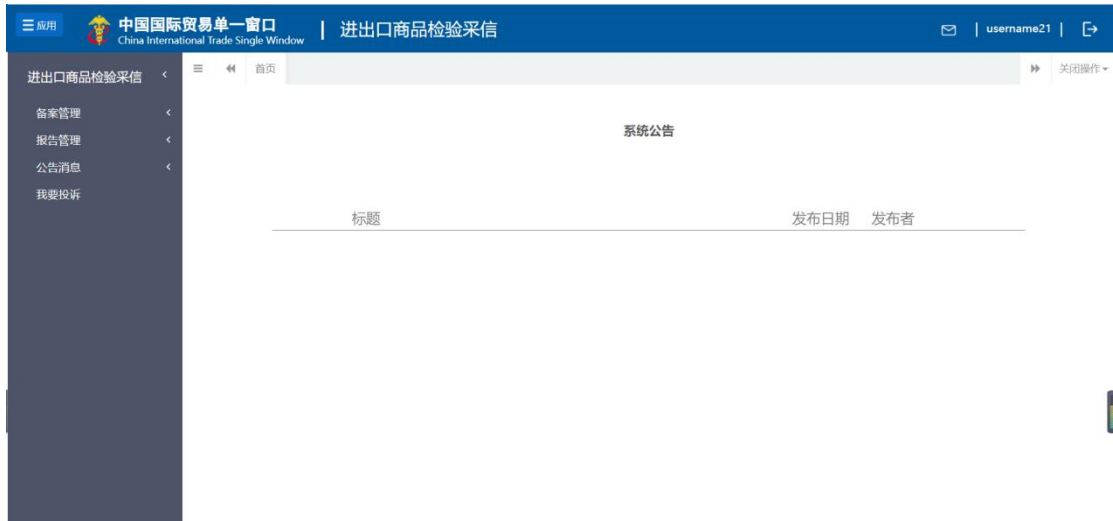 应用
中国国际贸易单一窗口
China International Trade Single Window
进出口商品检验采信
username21
进出口商品检验采信
首页
关闭操作
备案管理
报告管理
公告消息
我要投诉
系统公告
标题 发布日期 发布者